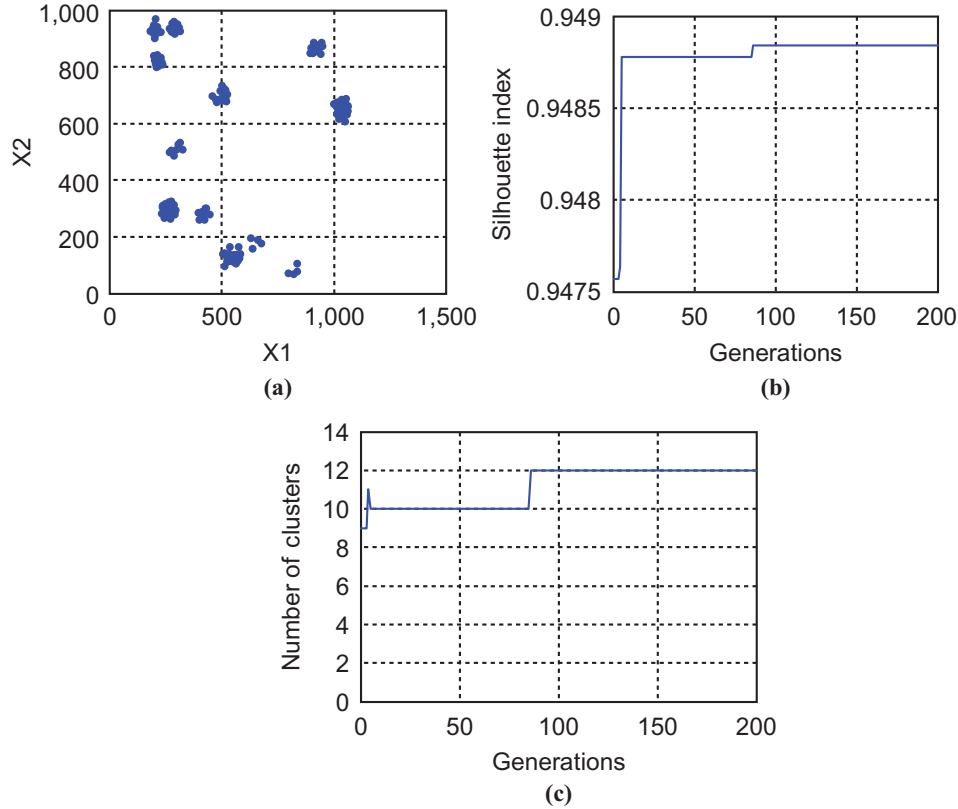 1,000
800
600
400
200
0
X2
0 500 1,000 1,500
X1
(a)
0.949
0.9485
0.948
0.9475
Silhouette index
0 50 100 150 200
Generations
(b)
14
12
10
8
6
4
2
0
Number of clusters
0 50 100 150 200
Generations
(c)